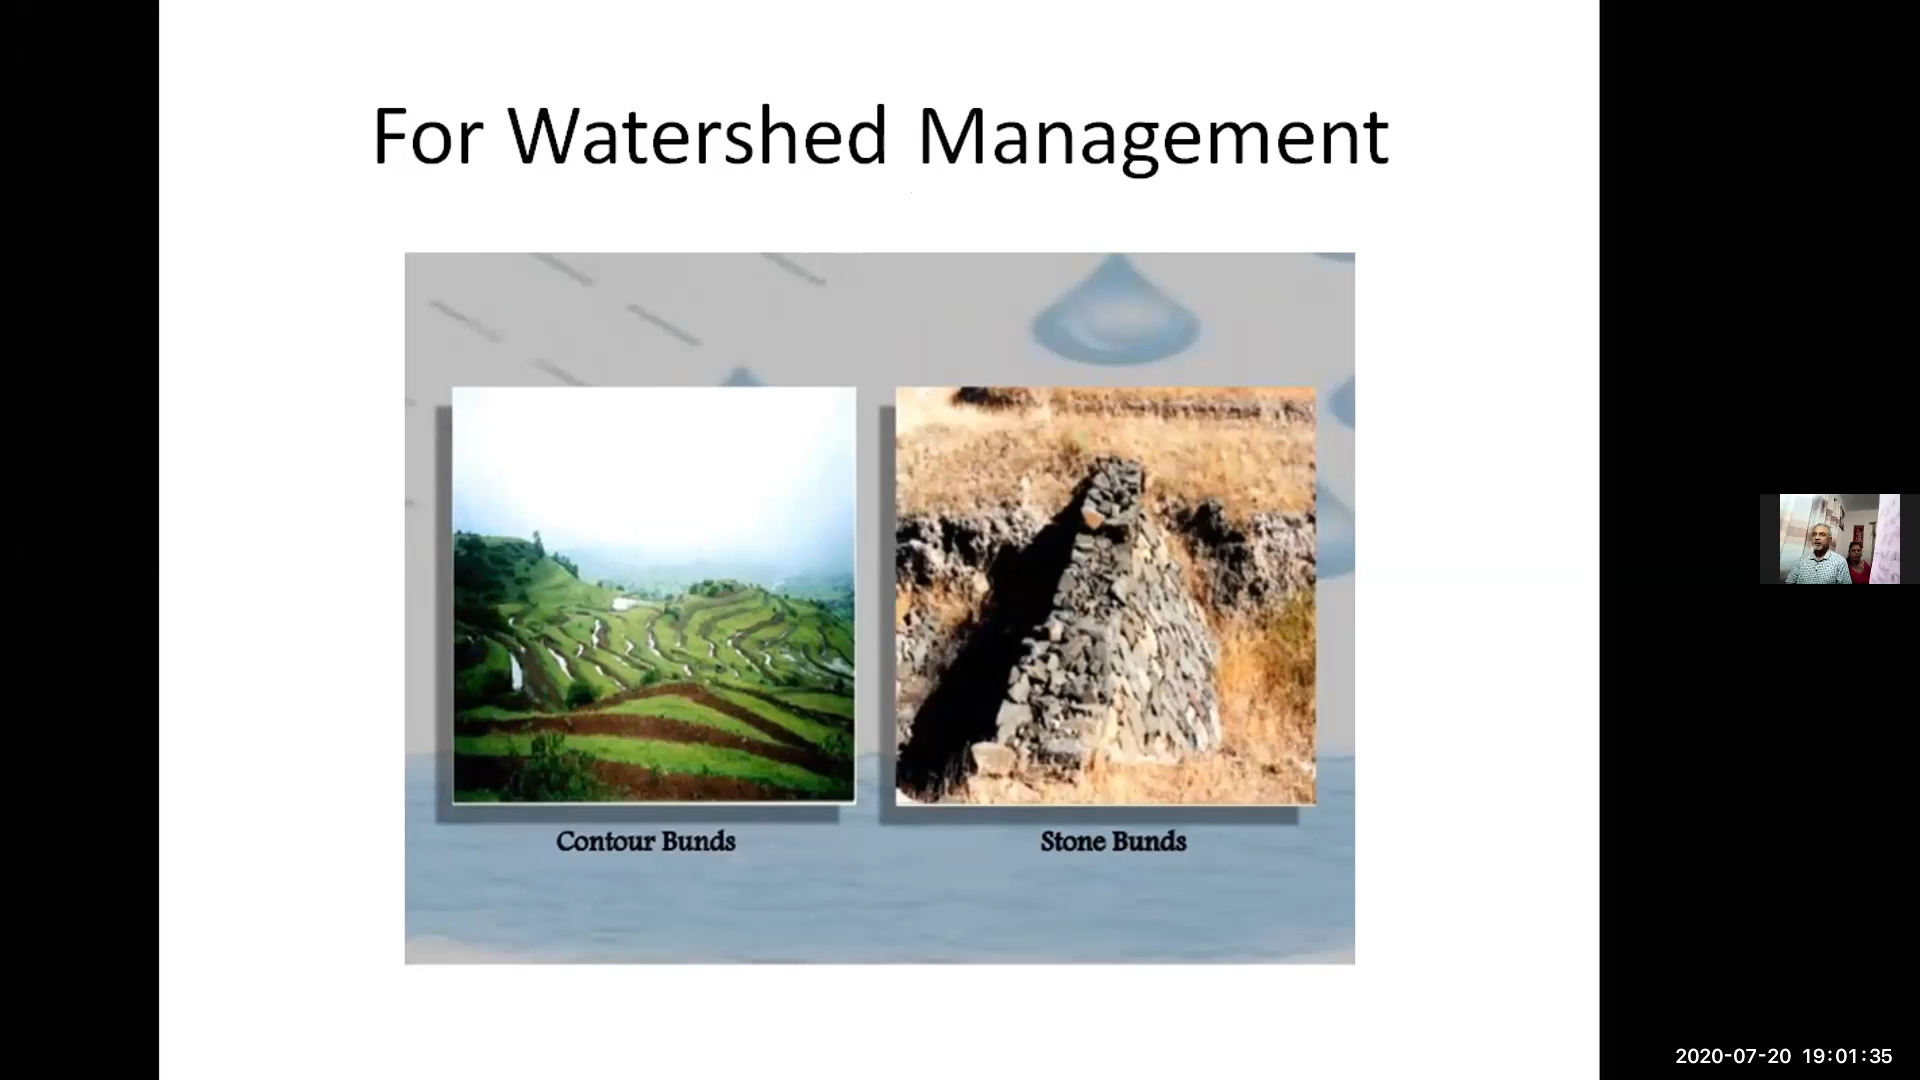 For Watershed Management
Contour Bunds
Stone Bunds
2020-07-20 19:01:35